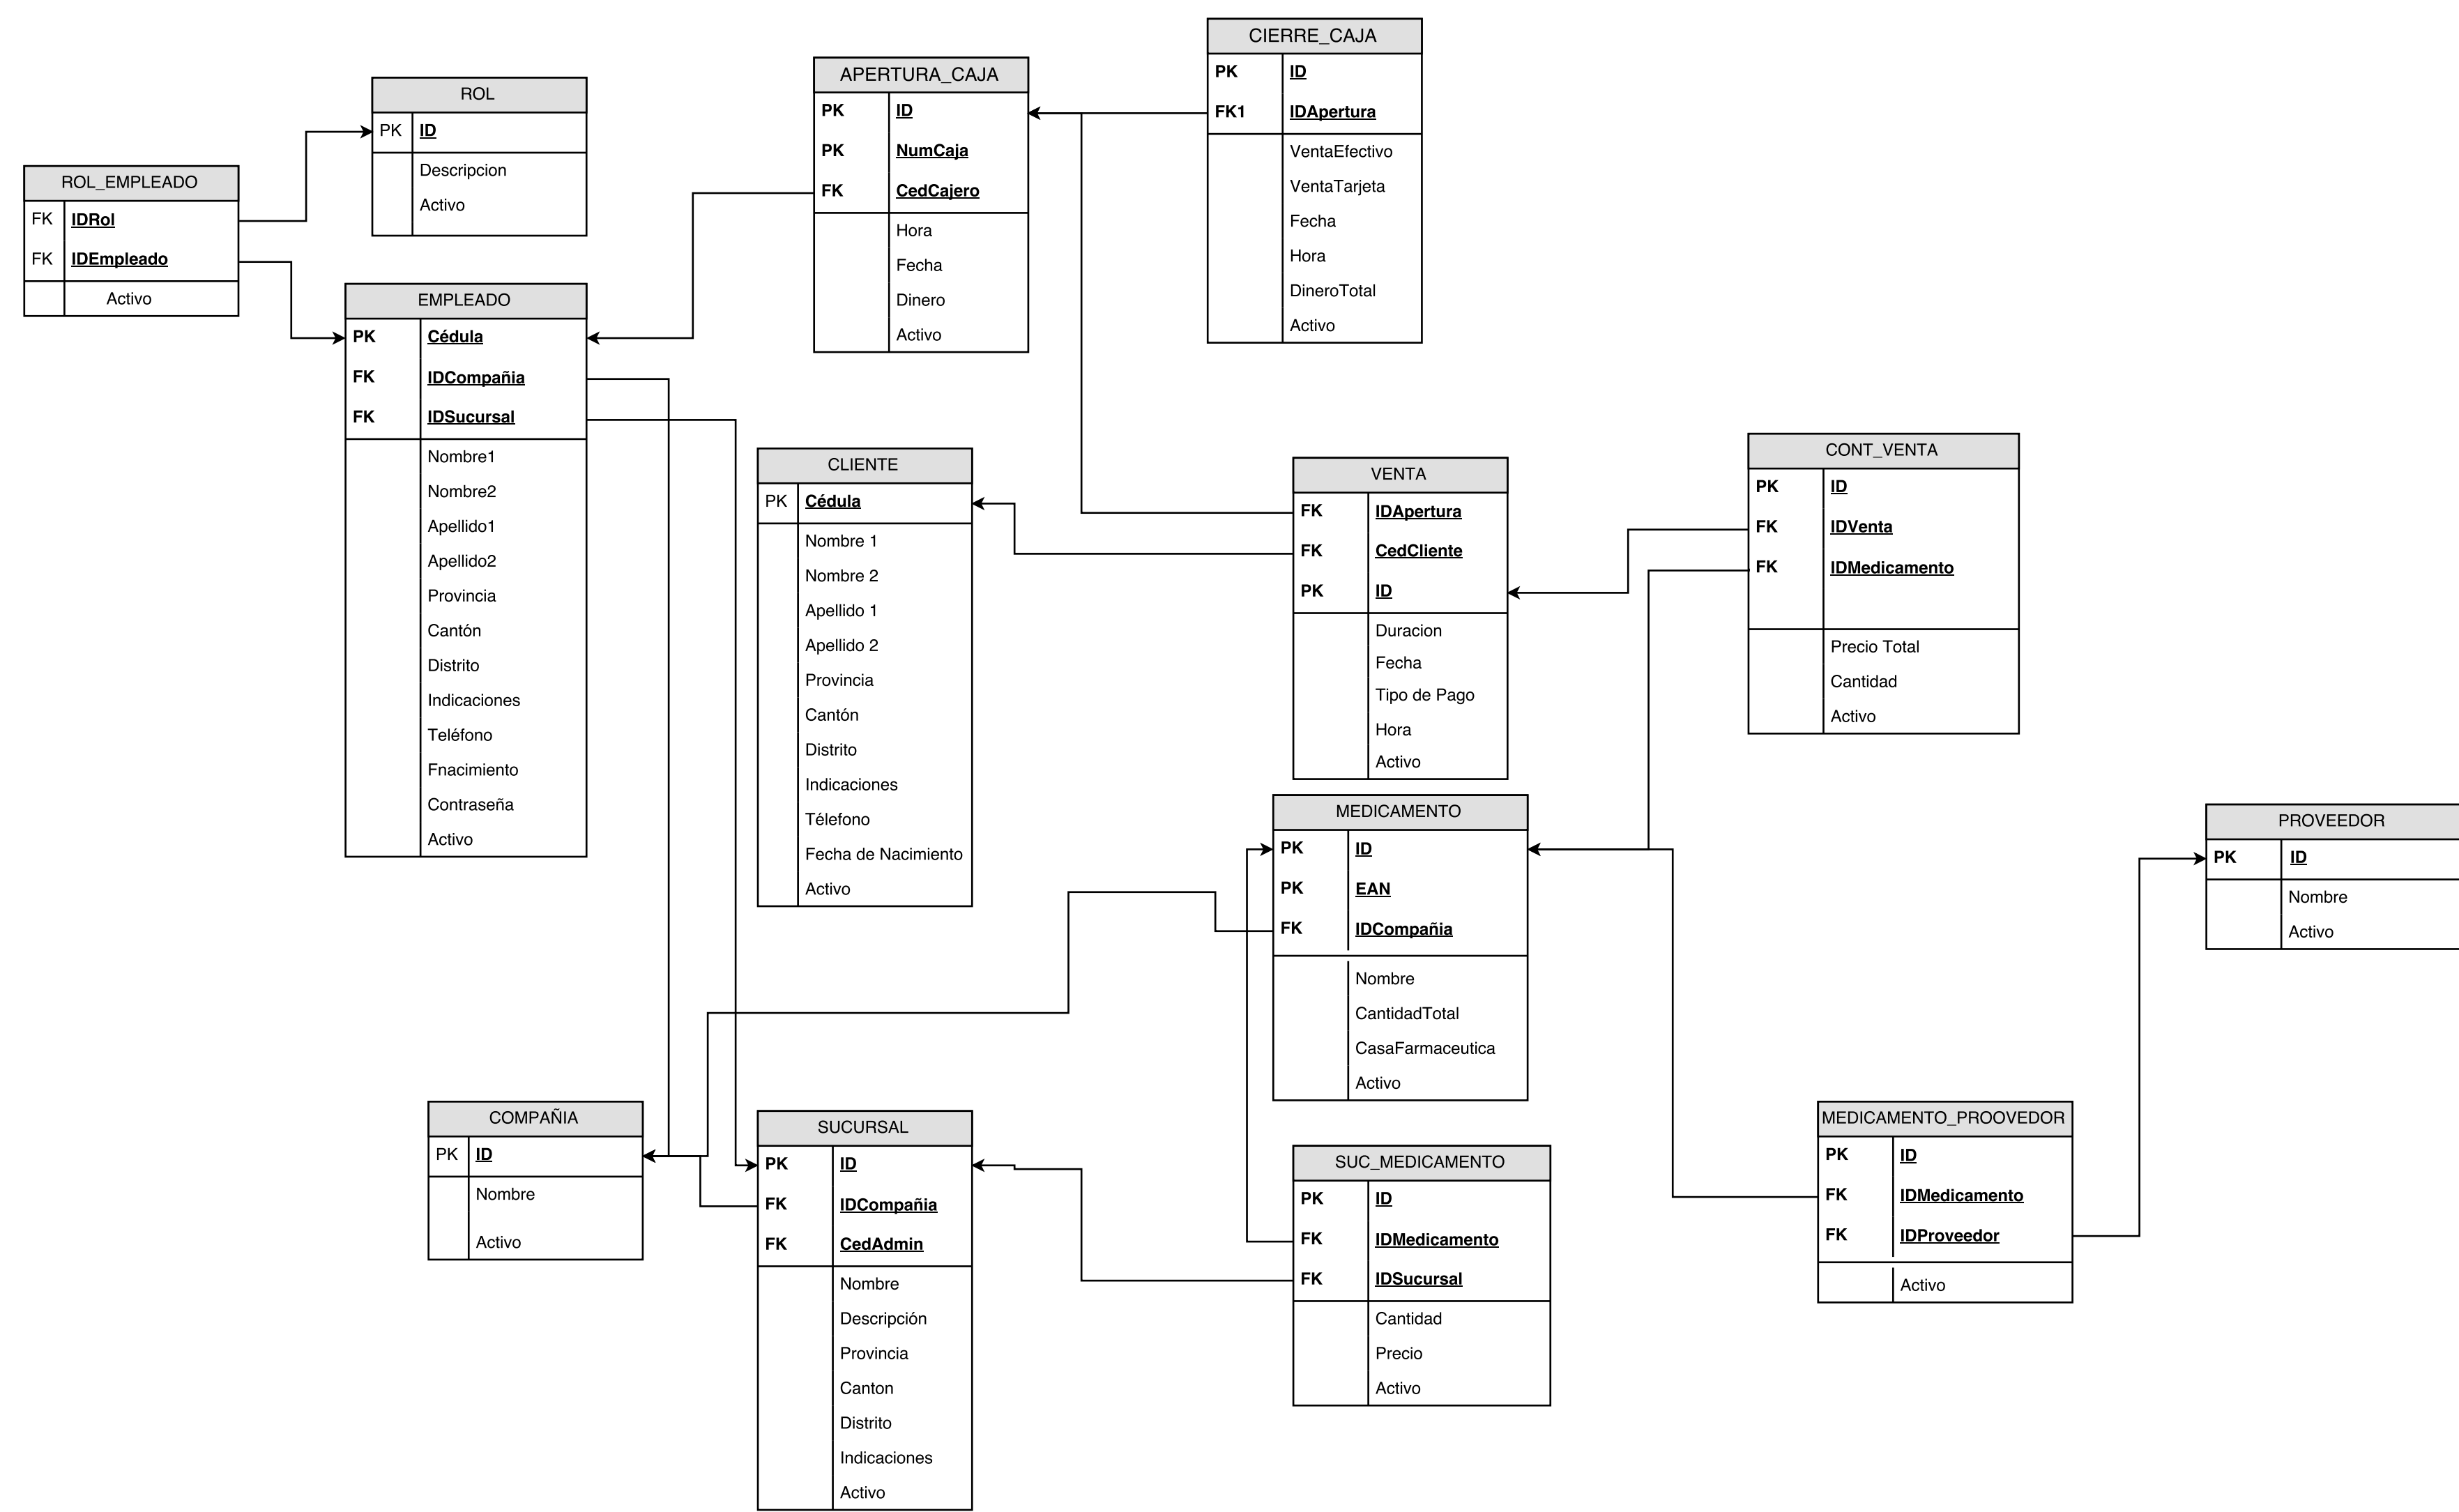 CIERRE_CAJA
PK ID
FK1 IDApertura
VentaEfectivo
VentaTarjeta
Fecha
Hora
DineroTotal
Activo
APERTURA_CAJA
PK ID
PK NumCaja
FK CedCajero
Hora
Fecha
Dinero
Activo
ROL
PK ID
Descripcion
Activo
ROL_EMPLEADO
FK IDRol
FK IDEmpleado
Activo
EMPLEADO
PK Cédula
FK IDCompañia
FK IDSucursal
Nombre1
Nombre2
Apellido1
Apellido2
Provincia
Cantón
Distrito
Indicaciones
Teléfono
Fnacimiento
Contraseña
Activo
CLIENTE
PK Cédula
Nombre 1
Nombre 2
Apellido 1
Apellido 2
Provincia
Cantón
Distrito
Indicaciones
Télefono
Fecha de Nacimiento
Activo
VENTA
FK IDApertura
FK CedCliente
PK ID
Duracion
Fecha
Tipo de Pago
Hora
Activo
CONT_VENTA
PK ID
FK IDVenta
FK IDMedicamento
Precio Total
Cantidad
Activo
MEDICAMENTO
PK ID
PK EAN
FK IDCompañia
Nombre
CantidadTotal
CasaFarmaceutica
Activo
PROVEEDOR
PK ID
Nombre
Activo
COMPAÑIA
PK ID
Nombre
Activo
SUCURSAL
PK ID
FK IDCompañia
FK CedAdmin
Nombre
Descripción
Provincia
Canton
Distrito
Indicaciones
Activo
SUC_MEDICAMENTO
PK ID
FK IDMedicamento
FK IDSucursal
Cantidad
Precio
Activo
MEDICAMENTO_PROOVEDOR
PK ID
FK IDMedicamento
FK IDProveedor
Activo